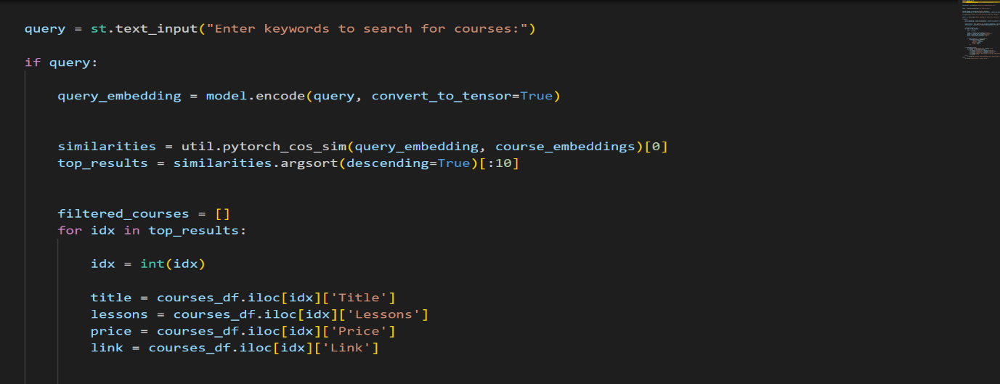 query = st.text_input("Enter keywords to search for courses:")
if query:
query_embedding = model.encode(query, convert_to_tensor=True)
similarities = util.pytorch_cos_sim(query_embedding, course_embeddings)[0]
top_results = similarities.argsort(descending=True)[:10]
filtered_courses = []
for idx in top_results:
idx = int(idx)
title = courses_df.iloc[idx]['Title']
lessons = courses_df.iloc[idx]['Lessons']
price = courses_df.iloc[idx]['Price']
link = courses_df.iloc[idx]['Link']